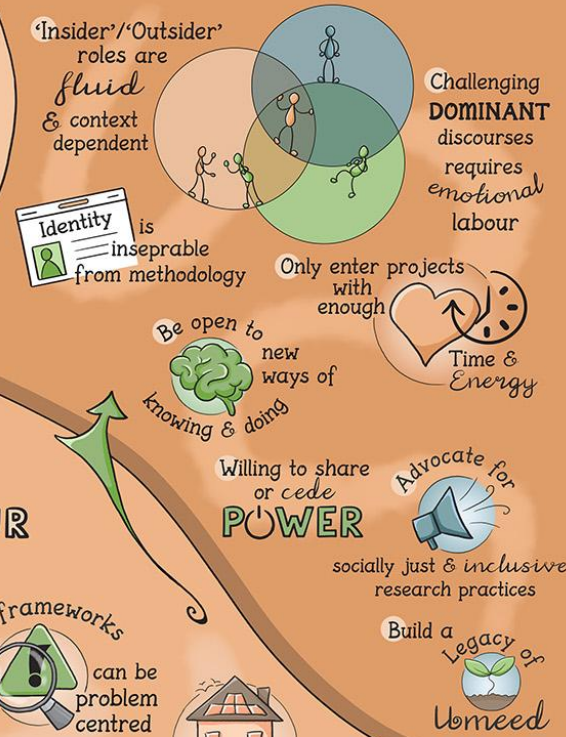 'Insider'/'Outsider'
roles are
fluid
& context
dependent
Challenging
DOMINANT
discourses
requires
emotional
labour
Identity is
inseprable
from methodology
Only enter projects
with
enough
Time &
Energy
Be open to
new
ways of
knowing & doing
Willing to share
or cede
POWER
Advocate for
socially just & inclusive
research practices
R
frameworks
can be
problem
centred
Build a
Legacy of
Umeed